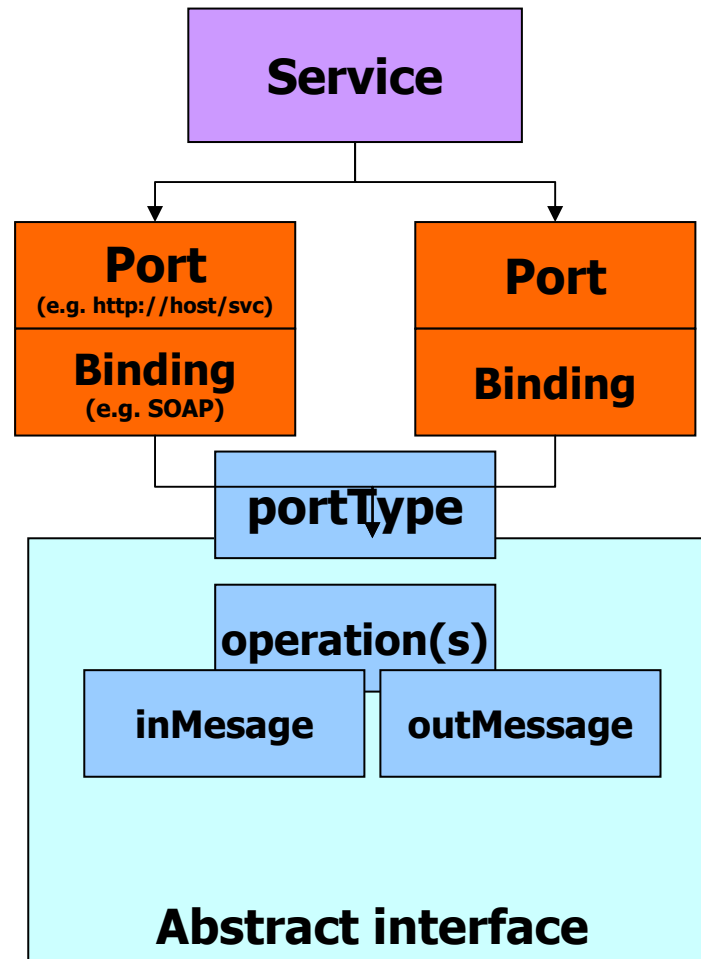 Service
Port
(e.g. http://host/svc)
Binding
(e.g. SOAP)
Port
Binding
portType
operation(s)
inMesage
outMessage
Abstract interface